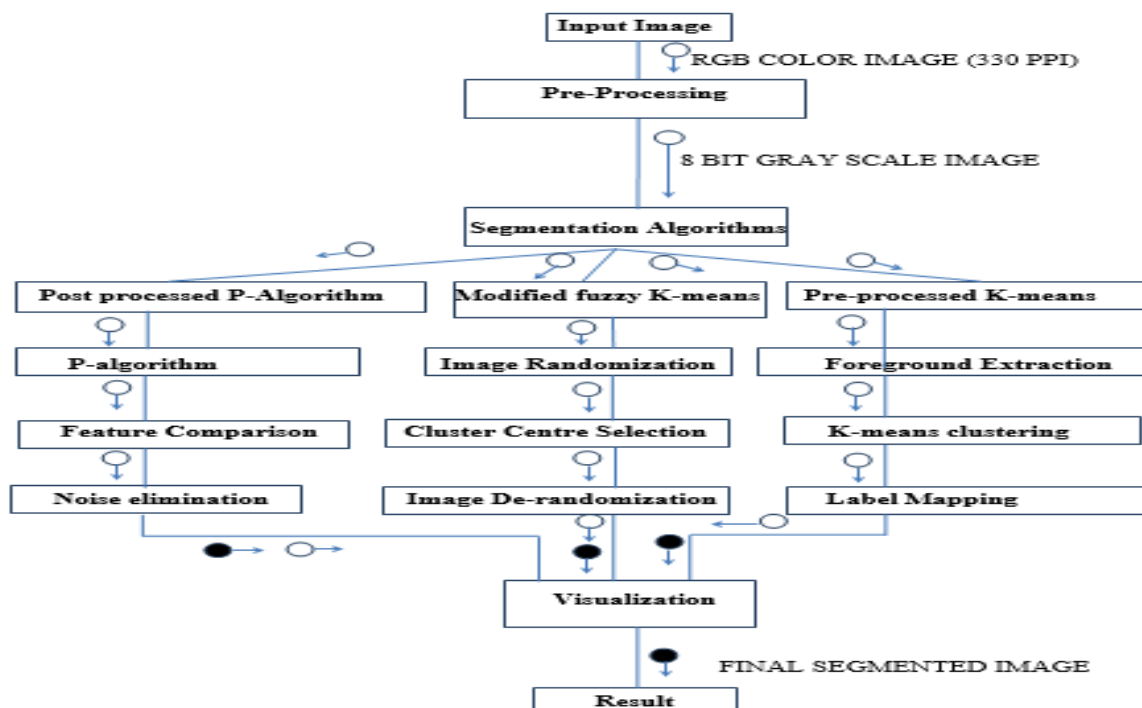 Input Image
RGB COLOR IMAGE (330 PPI)
Pre-Processing
8 BIT GRAY SCALE IMAGE
Segmentation Algorithms
Post processed P-Algorithm
Modified fuzzy K-means
Pre-processed K-means
P-algorithm
Image Randomization
Foreground Extraction
Feature Comparison
Cluster Centre Selection
K-means clustering
Noise elimination
Image De-randomization
Label Mapping
Visualization
FINAL SEGMENTED IMAGE
Result